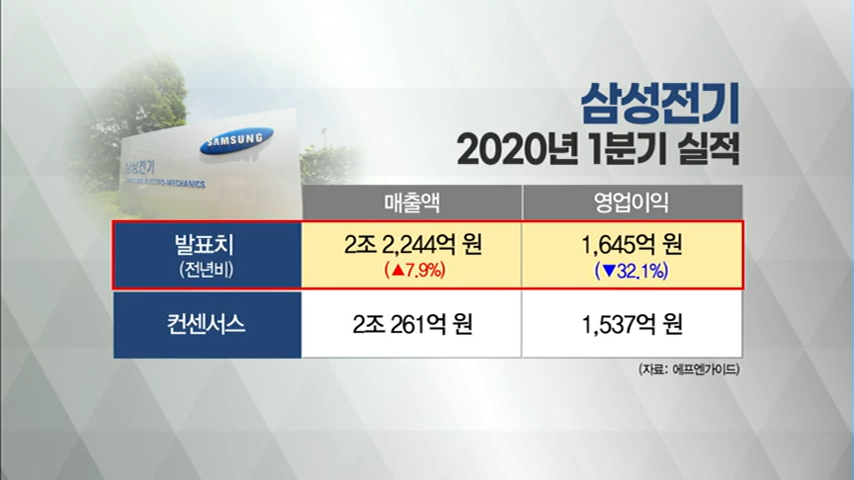 삼성전기
2020년 1분기 실적
SAMSUNG
삼성전기
SAMSUNG ELECTRO-MECHANICS
매출액 영업이익
발표치 2조 2,244억 원 1,645억 원
(전년비) (▲7.9%) (▼32.1%)
컨센서스 2조 261억 원 1,537억 원
(자료: 에프엔가이드)